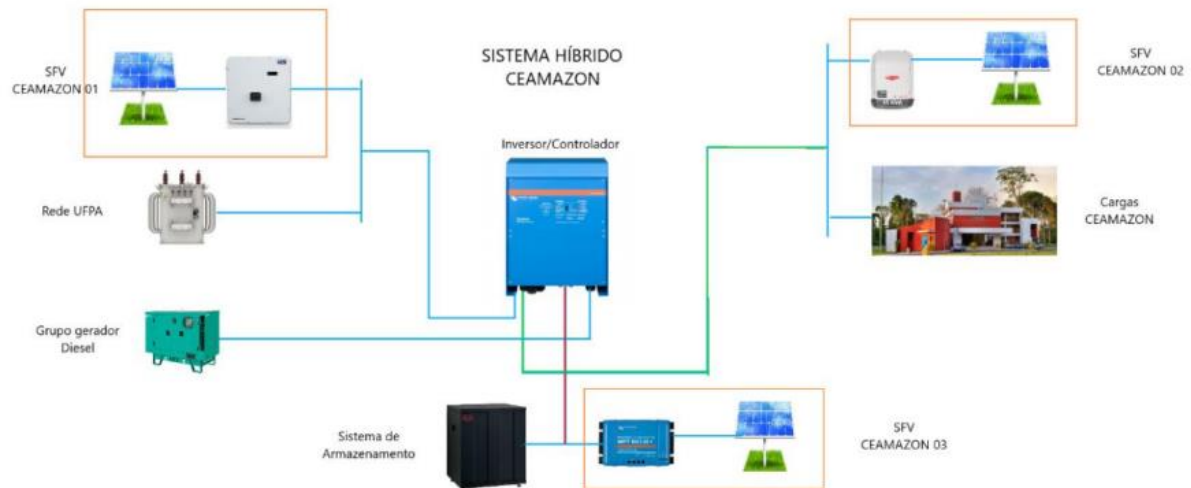 SISTEMA HÍBRIDO
CEAMAZON
SFV
CEAMAZON 01
SFV
CEAMAZON 02
Inversor/Controlador
Rede UFPA
Cargas
CEAMAZON
Grupo gerador
Diesel
Sistema de
Armazenamento
SFV
CEAMAZON 03